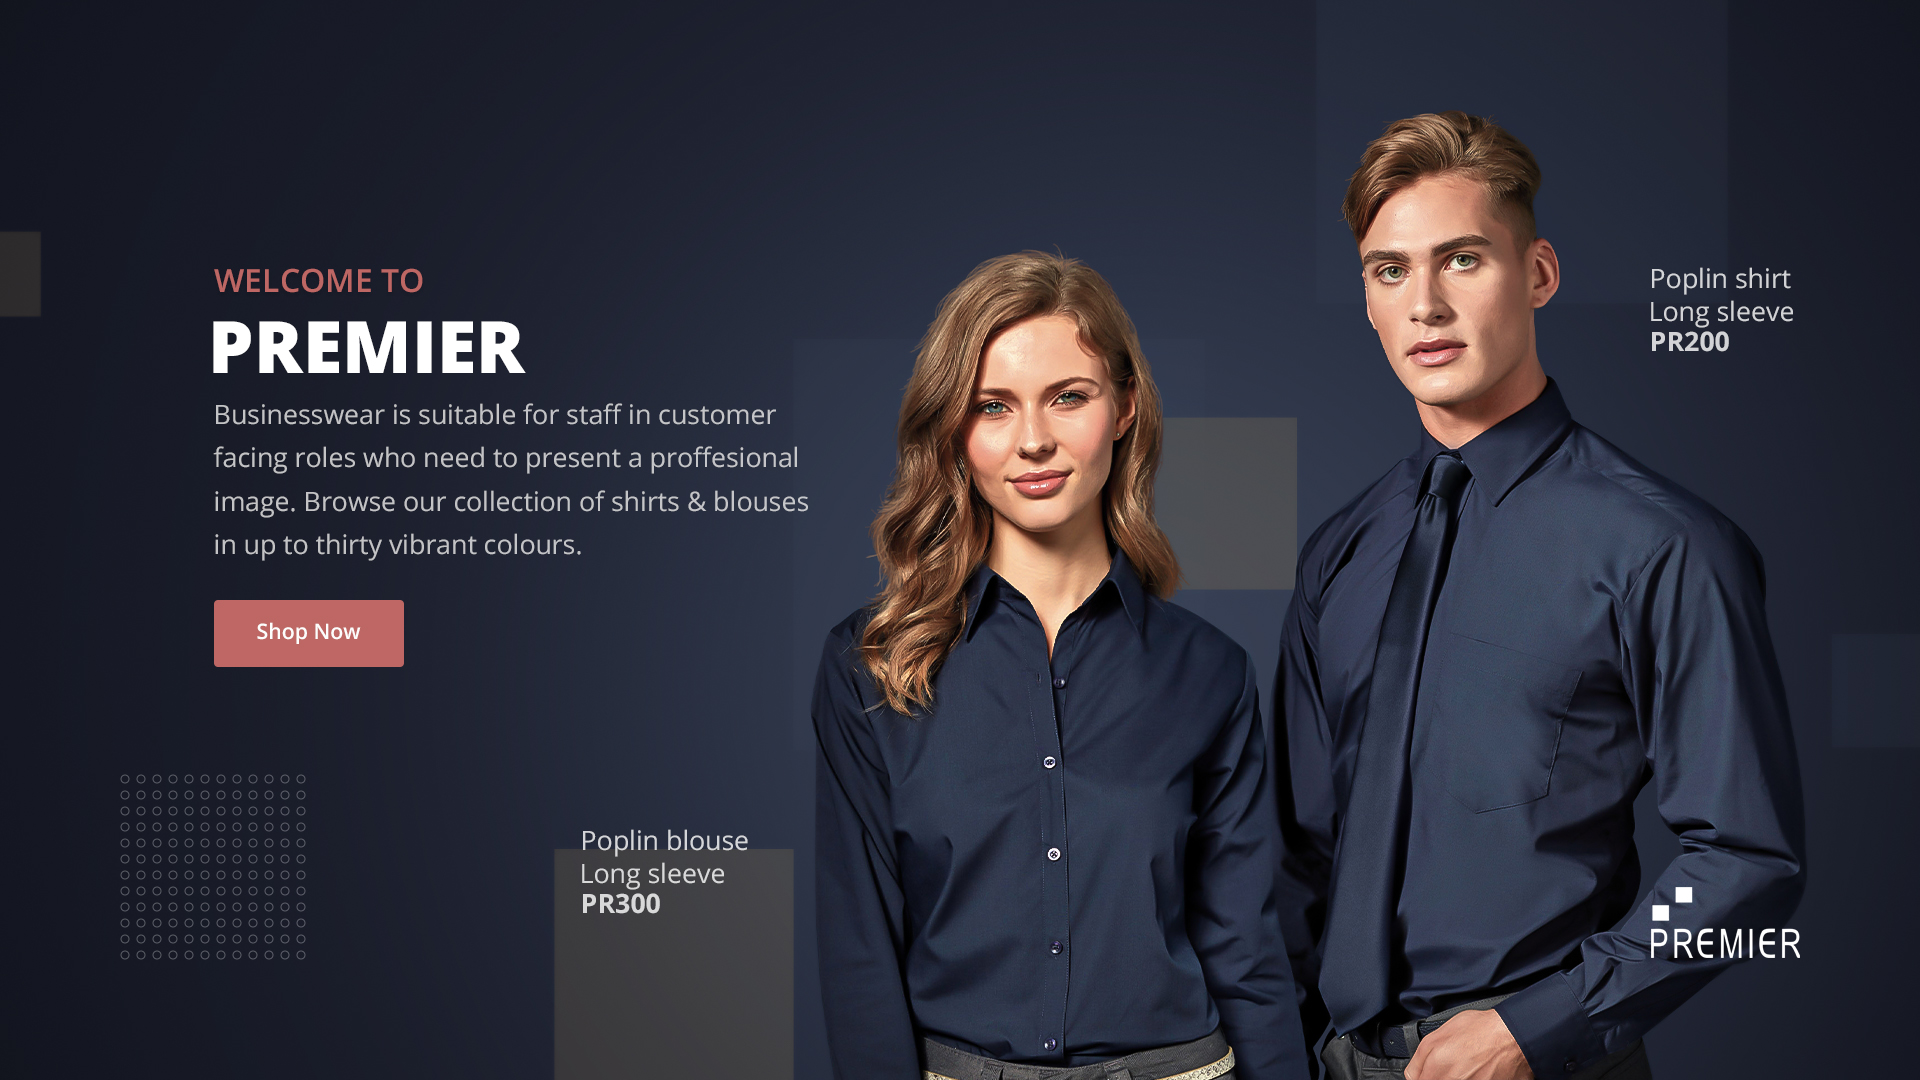 WELCOME TO
PREMIER
Businesswear is suitable for staff in customer
facing roles who need to present a proffesional
image. Browse our collection of shirts & blouses
in up to thirty vibrant colours.
Shop Now
Poplin shirt
Long sleeve
PR200
Poplin blouse
Long sleeve
PR300
PREMIER